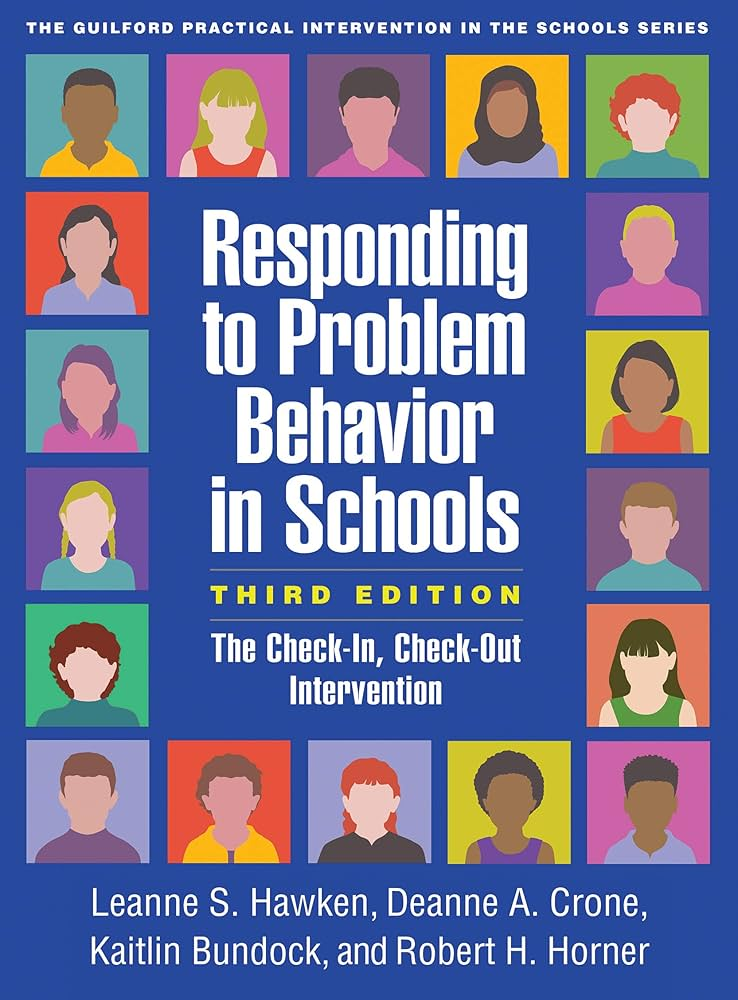 THE GUILFORD PRACTICAL INTERVENTION IN THE SCHOOLS SERIES
Responding
to Problem
Behavior
in Schools
THIRD EDITION
The Check-In, Check-Out
Intervention
Leanne S. Hawken, Deanne A. Crone,
Kaitlin Bundock, and Robert H. Horner